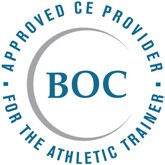 • APPROVED CE PROVIDER •
BOC
FOR THE ATHLETIC TRAINER